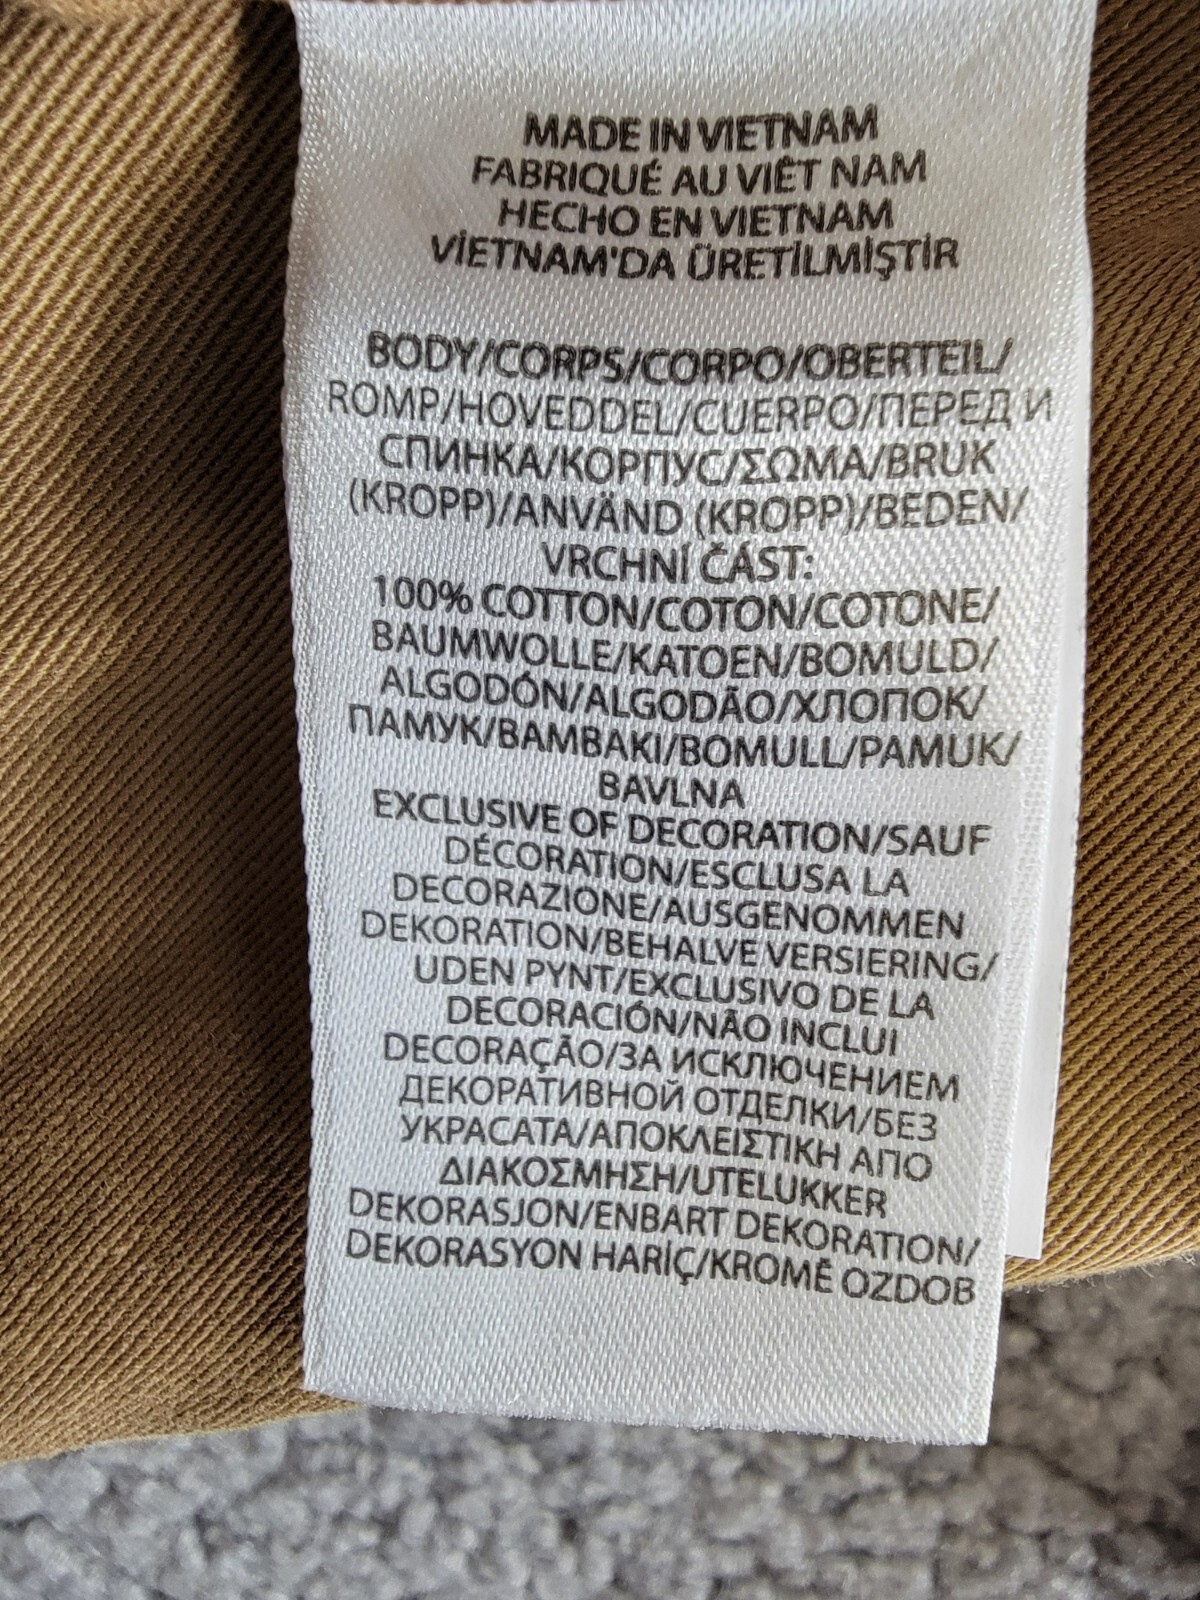 MADE IN VIETNAM
FABRIQUÉ AU VIÊT NAM
HECHO EN VIETNAM
VİETNAM'DA ÜRETİLMİŞTİR
BODY/CORPS/CORPO/OBERTEIL/
ROMP/HOVEDDEL/CUERPO/ПЕРЕД И
СПИНКА/КОРПУС/ΣΩΜΑ/BRUK
(KROPP)/ANVÄND (KROPP)/BEDEN/
VRCHNÍ ČÁST:
100% COTTON/COTON/COTONE/
BAUMWOLLE/KATOEN/BOMULD/
ALGODÓN/ALGODÃO/ХЛОПОК/
ПАМУК/BAMBAKI/BOMULL/PAMUK/
BAVLNA
EXCLUSIVE OF DECORATION/SAUF
DÉCORATION/ESCLUSA LA
DECORAZIONE/AUSGENOMMEN
DEKORATION/BEHALVE VERSIERING/
UDEN PYNT/EXCLUSIVO DE LA
DECORACIÓN/NÃO INCLUI
DECORAÇÃO/ЗА ИСКЛЮЧЕНИЕМ
ДЕКОРАТИВНОЙ ОТДЕЛКИ/БЕЗ
УКРАСАТА/ΑΠΟΚΛΕΙΣΤΙΚΗ ΑΠΟ
ΔΙΑΚΟΣΜΗΣΗ/UTELUKKER
DEKORASJON/ENBART DEKORATION/
DEKORASYON HARİÇ/KROMĚ OZDOB